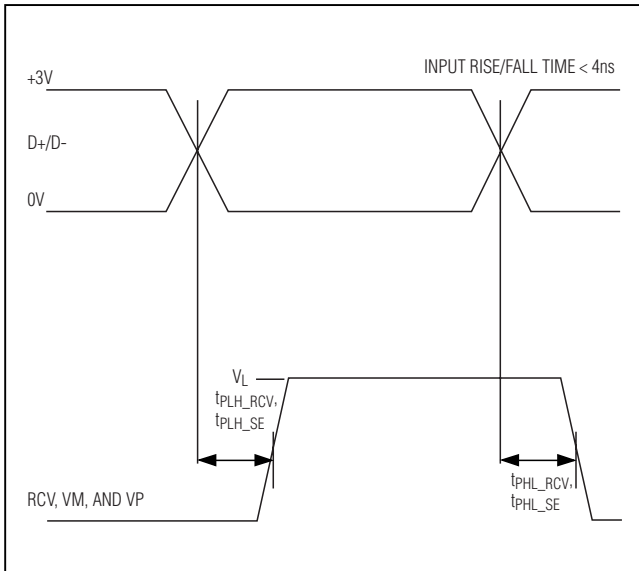 INPUT RISE/FALL TIME < 4ns
+3V
D+/D-
0V
VL
tPLH_RCV,
tPLH_SE
RCV, VM, AND VP
tPHL_RCV,
tPHL_SE